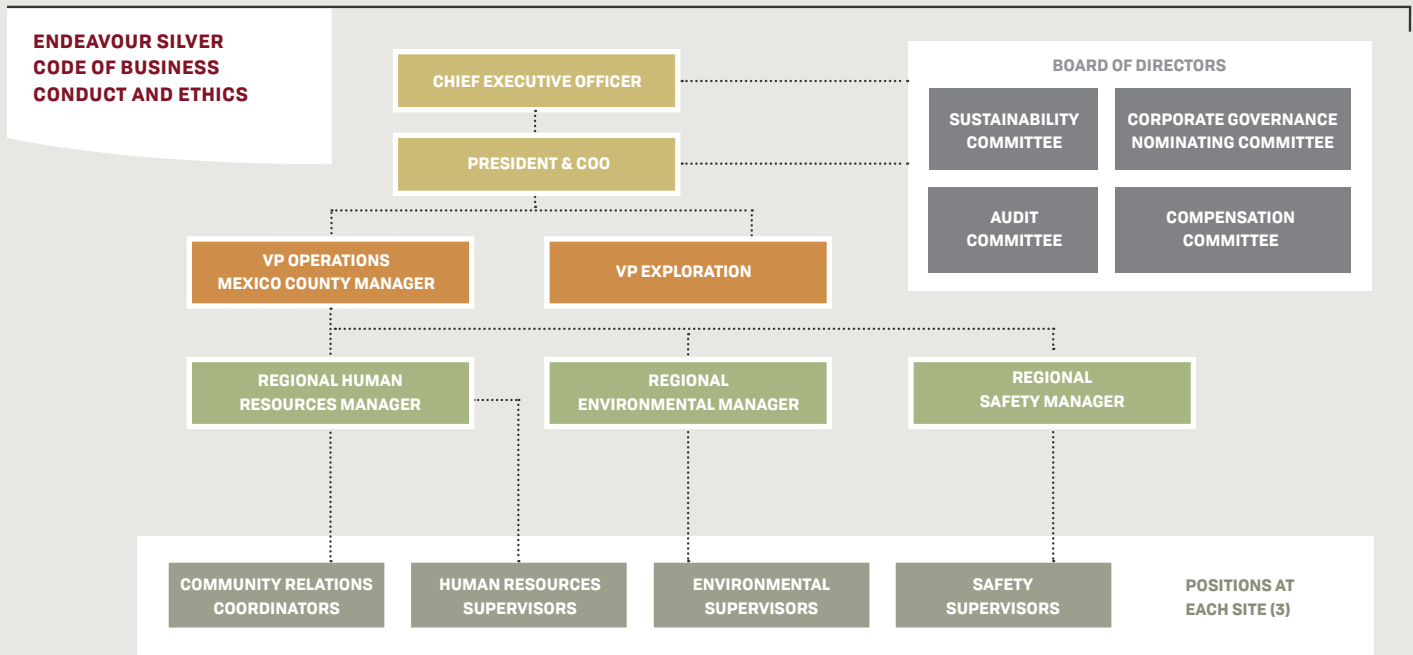 ENDEAVOUR SILVER
CODE OF BUSINESS
CONDUCT AND ETHICS
CHIEF EXECUTIVE OFFICER
PRESIDENT & COO
BOARD OF DIRECTORS
SUSTAINABILITY
COMMITTEE
CORPORATE GOVERNANCE
NOMINATING COMMITTEE
AUDIT
COMMITTEE
COMPENSATION
COMMITTEE
VP OPERATIONS
MEXICO COUNTY MANAGER
VP EXPLORATION
REGIONAL HUMAN
RESOURCES MANAGER
REGIONAL
ENVIRONMENTAL MANAGER
REGIONAL
SAFETY MANAGER
COMMUNITY RELATIONS
COORDINATORS
HUMAN RESOURCES
SUPERVISORS
ENVIRONMENTAL
SUPERVISORS
SAFETY
SUPERVISORS
POSITIONS AT
EACH SITE (3)